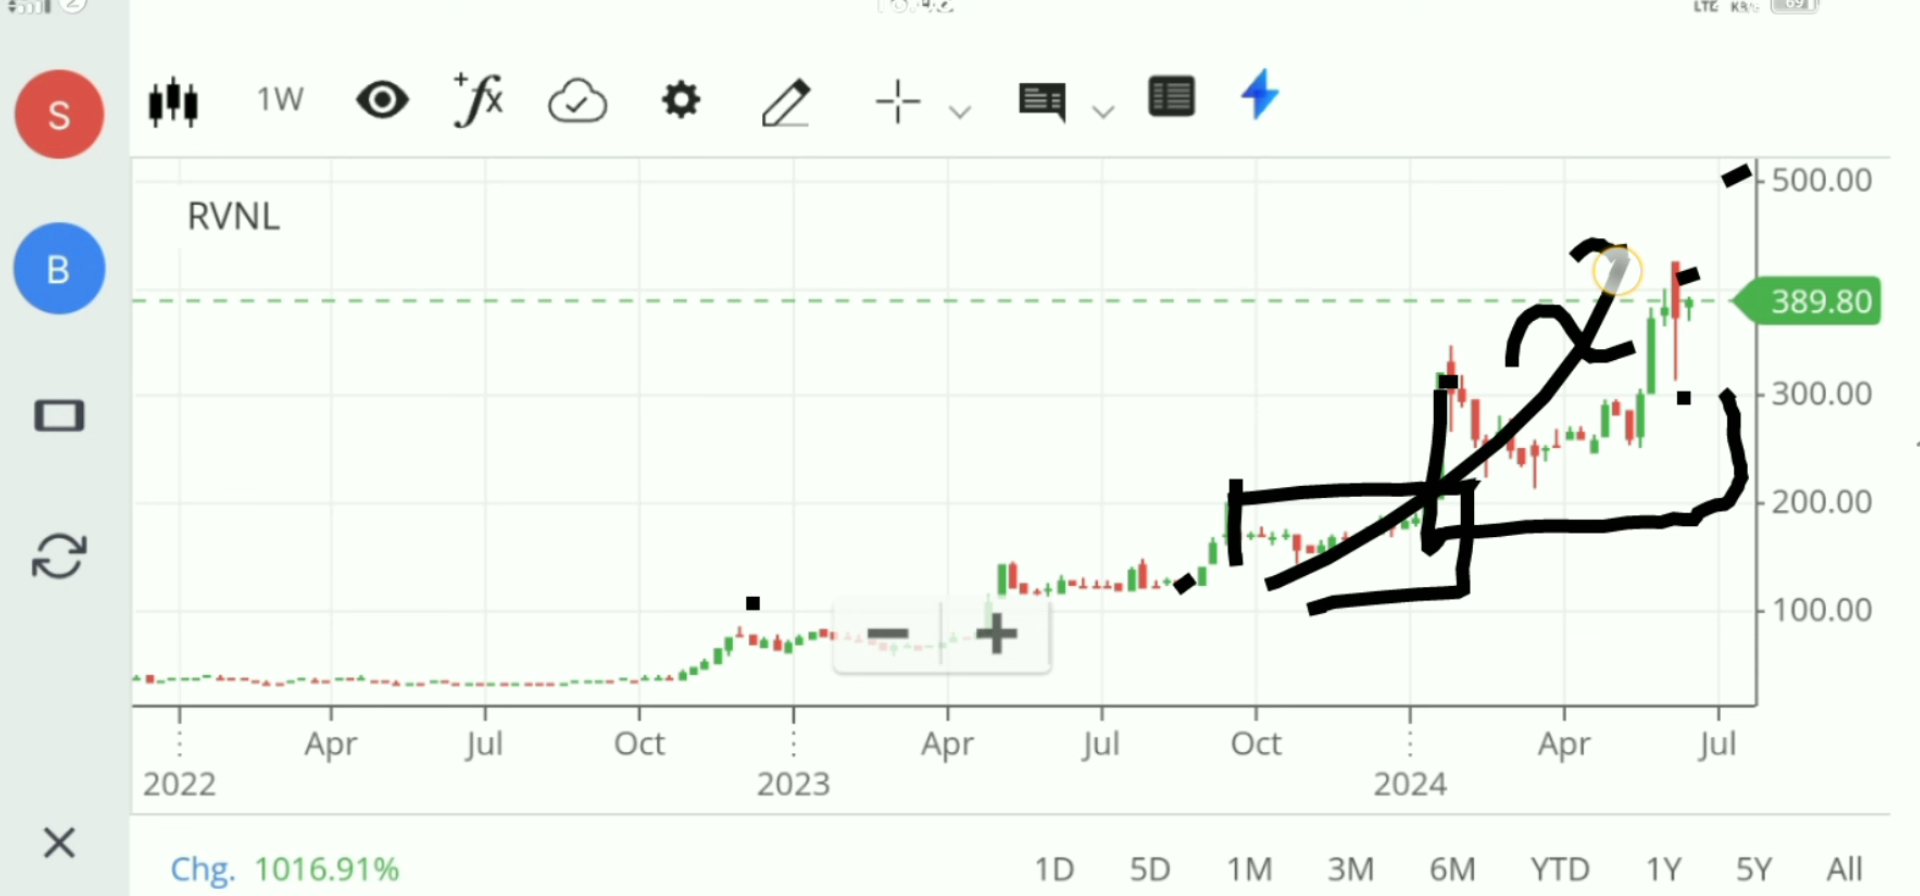 S
1W
fx
RVNL
B
500.00
389.80
300.00
200.00
100.00
Apr Jul Oct Apr Jul Oct Apr Jul
2022 2023 2024
Chg. 1016.91% 1D 5D 1M 3M 6M YTD 1Y 5Y All